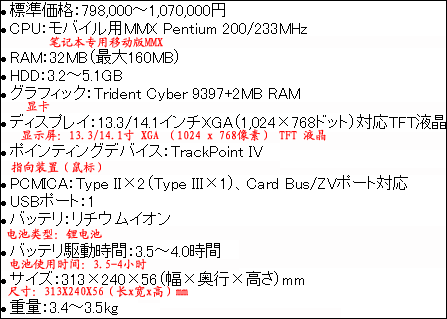 ● 標準価格：798,000～1,070,000円
● CPU：モバイル用MMX Pentium 200/233MHz
笔记本专用移动版MMX
● RAM：32MB（最大160MB）
● HDD：3.2～5.1GB
● グラフィック：Trident Cyber 9397+2MB RAM
显卡
● ディスプレイ：13.3/14.1インチXGA（1,024×768ドット）対応TFT液晶
显示屏：13.3/14.1寸 XGA （1024 x 768像素） TFT 液晶
● ポインティングデバイス：TrackPoint IV
指向装置（鼠标）
● PCMICA：Type II×2（Type III×1）、Card Bus/ZVポート対応
● USBポート：1
● バッテリ：リチウムイオン
电池类型：锂电池
● バッテリ駆動時間：3.5～4.0時間
电池使用时间：3.5-4小时
● サイズ：313×240×56（幅×奥行×高さ）mm
尺寸：313X240X56（长x宽x高）mm
● 重量：3.4～3.5kg